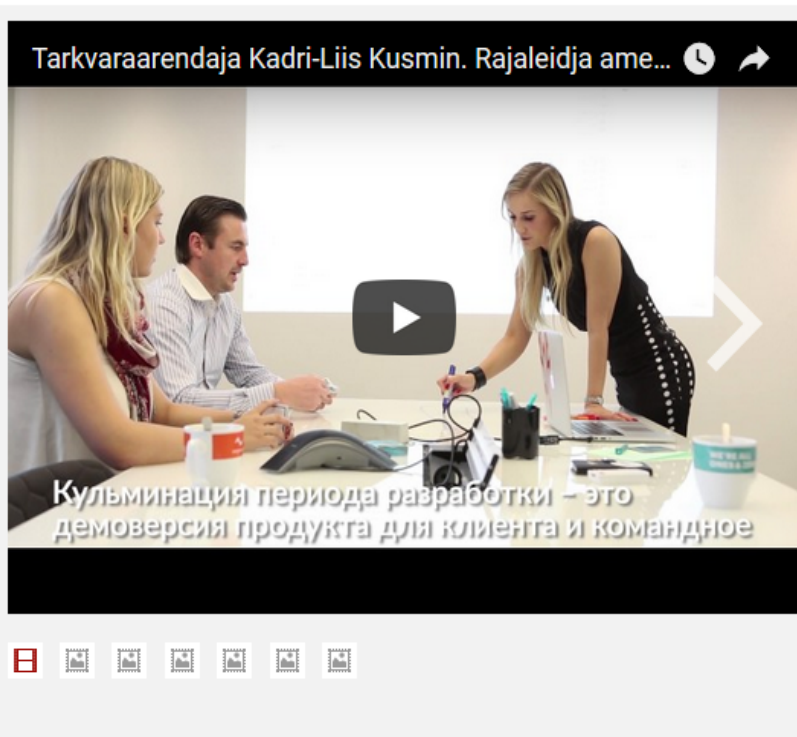 Tarkvaraarendaja Kadri-Liis Kusmin. Rajaleidja ame...
Кульминация периода разработки – это
демоверсия продукта для клиента и командное